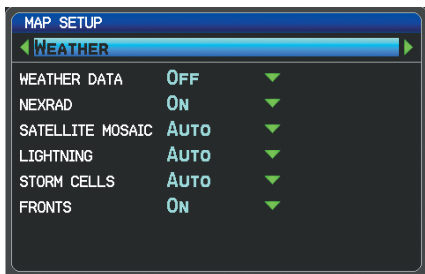 MAP SETUP
WEATHER
WEATHER DATA OFF
NEXRAD ON
SATELLITE MOSAIC AUTO
LIGHTNING AUTO
STORM CELLS AUTO
FRONTS ON